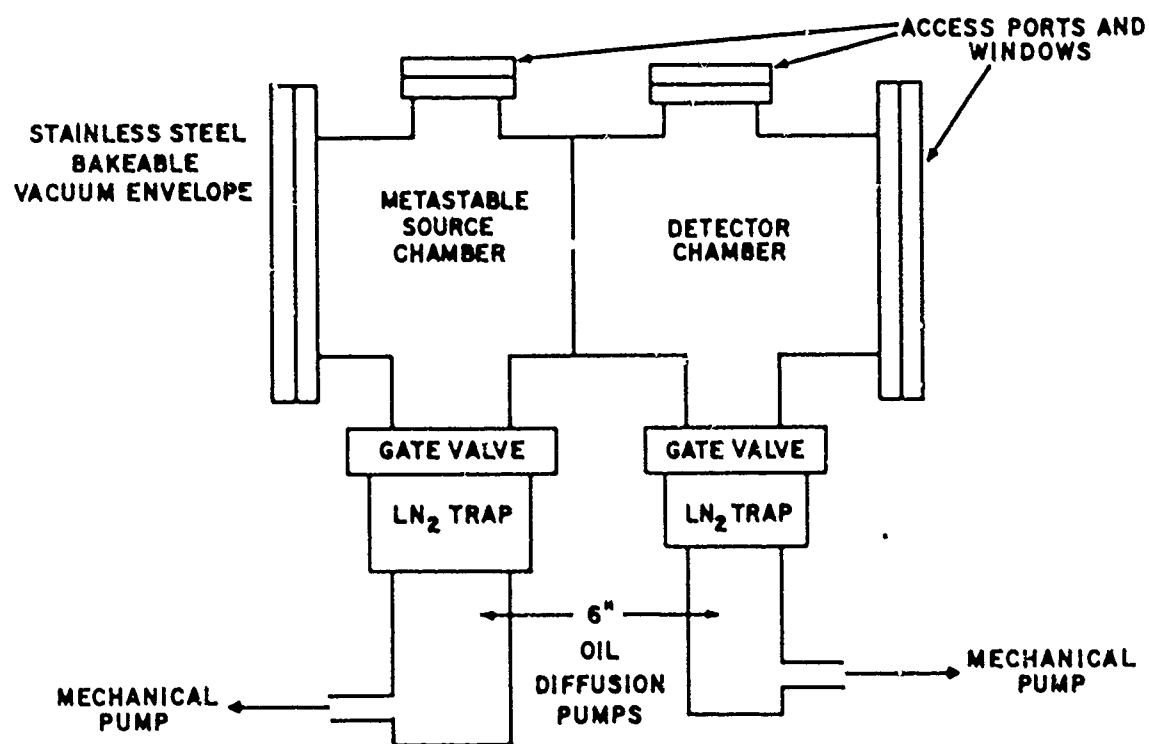 ACCESS PORTS AND
WINDOWS
STAINLESS STEEL
BAKEABLE
VACUUM ENVELOPE
METASTABLE
SOURCE
CHAMBER
DETECTOR
CHAMBER
GATE VALVE
GATE VALVE
LN₂ TRAP
LN₂ TRAP
6"
OIL
DIFFUSION
PUMPS
MECHANICAL
PUMP
MECHANICAL
PUMP